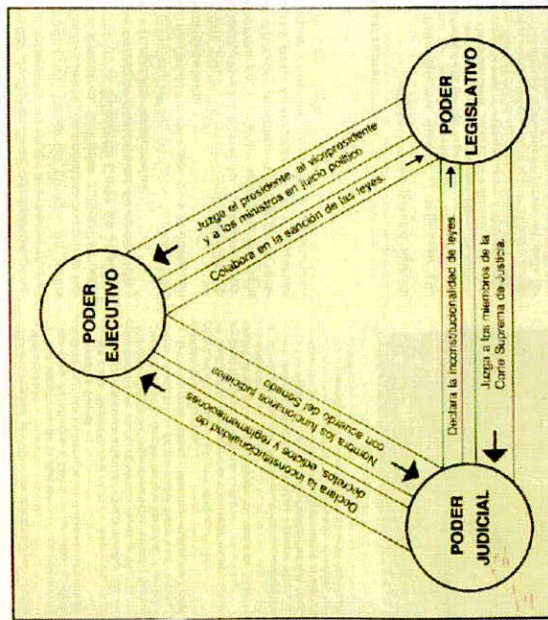 PODER
EJECUTIVO
Juzga el presidente, al vicepresidente
y a los ministros en juicio político
Colabora en la sanción de las leyes.
Declara la inconstitucionalidad de
decretos, edictos y reglamentaciones
Nombra los funcionarios judiciales
con acuerdo del Senado
PODER
LEGISLATIVO
Declara la inconstitucionalidad de leyes.
Juzga a los miembros de la
Corte Suprema de Justicia.
PODER
JUDICIAL